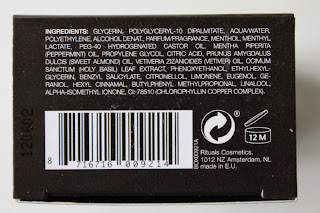 INGREDIENTS: GLYCERIN, POLYGLYCERYL-10 DIPALMITATE, AQUA/WATER,
POLYETHYLENE, ALCOHOL DENAT., PARFUM/FRAGRANCE, MENTHOL, MENTHYL
LACTATE, PEG-40 HYDROGENATED CASTOR OIL, MENTHA PIPERITA
(PEPPERMINT) OIL, PROPYLENE GLYCOL, CITRIC ACID, PRUNUS AMYGDALUS
DULCIS (SWEET ALMOND) OIL, VETIVERIA ZIZANOIDES (VETIVER) OIL, OCIMUM
SANCTUM (HOLY BASIL) LEAF EXTRACT, PHENOXYETHANOL, ETHYLHEXYL-
GLYCERIN, BENZYL SALICYLATE, CITRONELLOL, LIMONENE, EUGENOL, GE-
RANIOL, HEXYL CINNAMAL, BUTYLPHENYL METHYLPROPIONAL, LINALOOL,
ALPHA-ISOMETHYL IONONE, CI: 78510 (CHLOROPHYLLIN COPPER COMPLEX).
120602
8 716716 009214
BOX00921A
12 M
Rituals Cosmetics,
1012 NZ Amsterdam, NL
made in E.U.